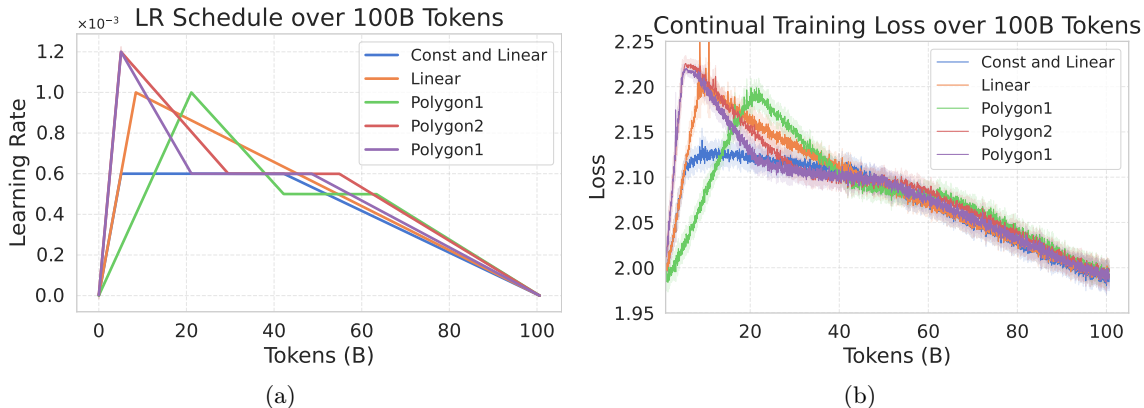 LR Schedule over 100B Tokens
×10⁻³
1.2
1.0
0.8
0.6
0.4
0.2
0.0
Learning Rate
Const and Linear
Linear
Polygon1
Polygon2
Polygon1
0
20
40
60
80
100
Tokens (B)
(a)
Continual Training Loss over 100B Tokens
2.25
2.20
2.15
2.10
2.05
2.00
1.95
Loss
Const and Linear
Linear
Polygon1
Polygon2
Polygon1
20
40
60
80
100
Tokens (B)
(b)